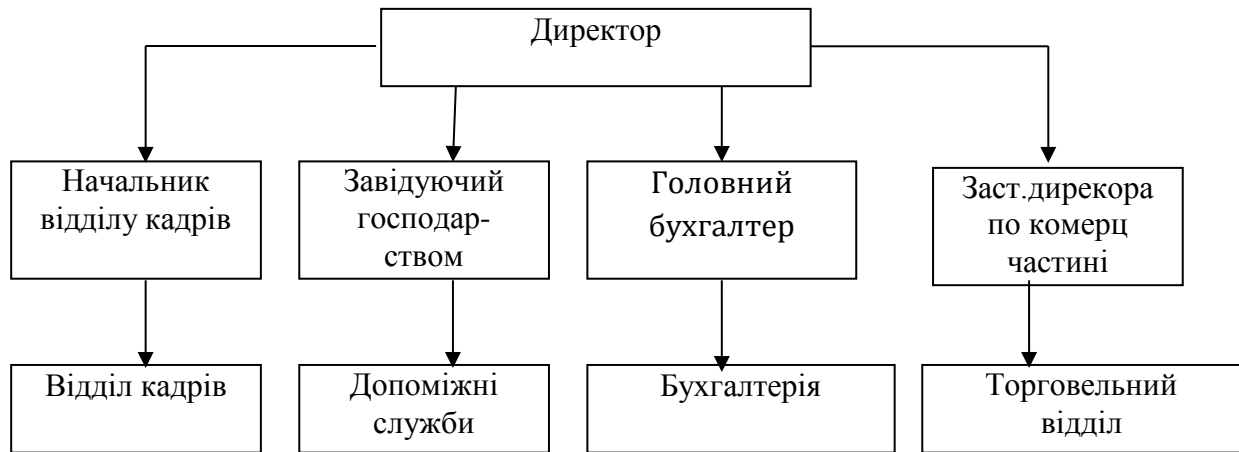 Директор
Начальник
відділу кадрів
Завідуючий
господар-
ством
Головний
бухгалтер
Заст.дирекора
по комерц
частині
Відділ кадрів
Допоміжні
служби
Бухгалтерія
Торговельний
відділ